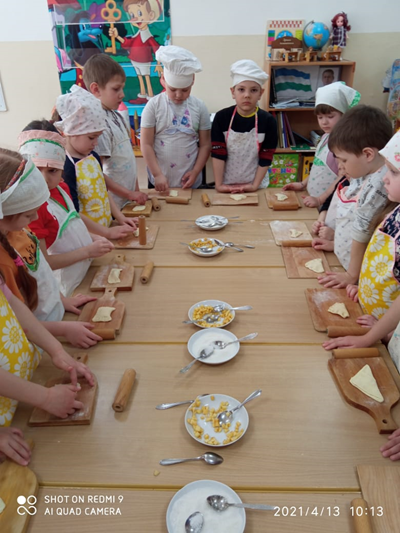 SHOT ON REDMI 9
AI QUAD CAMERA
2021/4/13 10:13